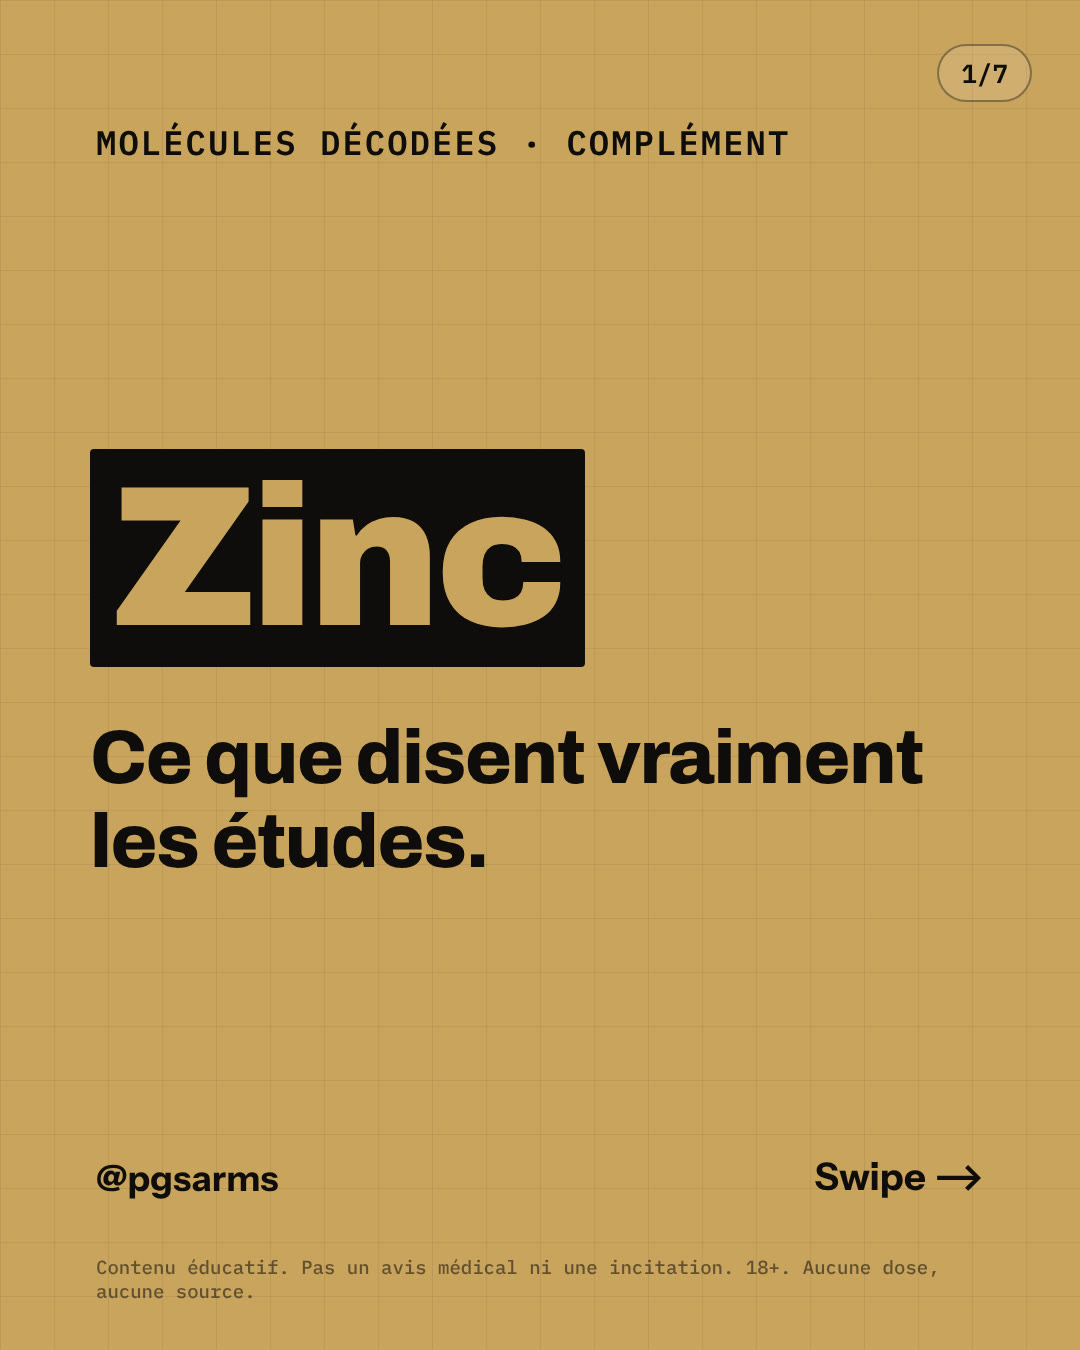 1/7
MOLÉCULES DÉCODÉES · COMPLÉMENT
Zinc
Ce que disent vraiment
les études.
@pgsarms
Swipe →
Contenu éducatif. Pas un avis médical ni une incitation. 18+. Aucune dose,
aucune source.